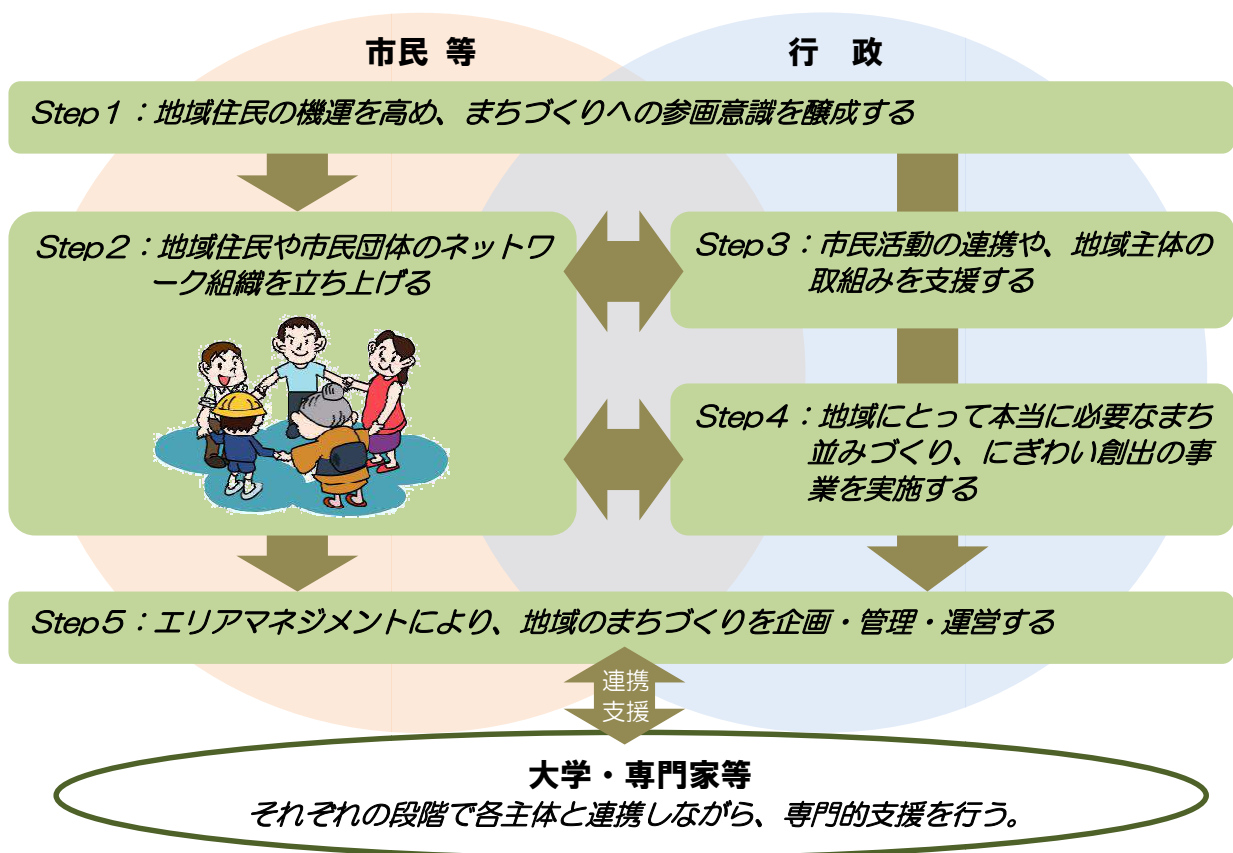 市民 等
行 政
Step1:地域住民の機運を高め、まちづくりへの参画意識を醸成する
Step2:地域住民や市民団体のネットワ
ーク組織を立ち上げる
Step3:市民活動の連携や、地域主体の
取組みを支援する
Step4:地域にとって本当に必要なまち
並みづくり、にぎわい創出の事
業を実施する
Step5:エリアマネジメントにより、地域のまちづくりを企画・管理・運営する
連携
支援
大学・専門家等
それぞれの段階で各主体と連携しながら、専門的支援を行う。